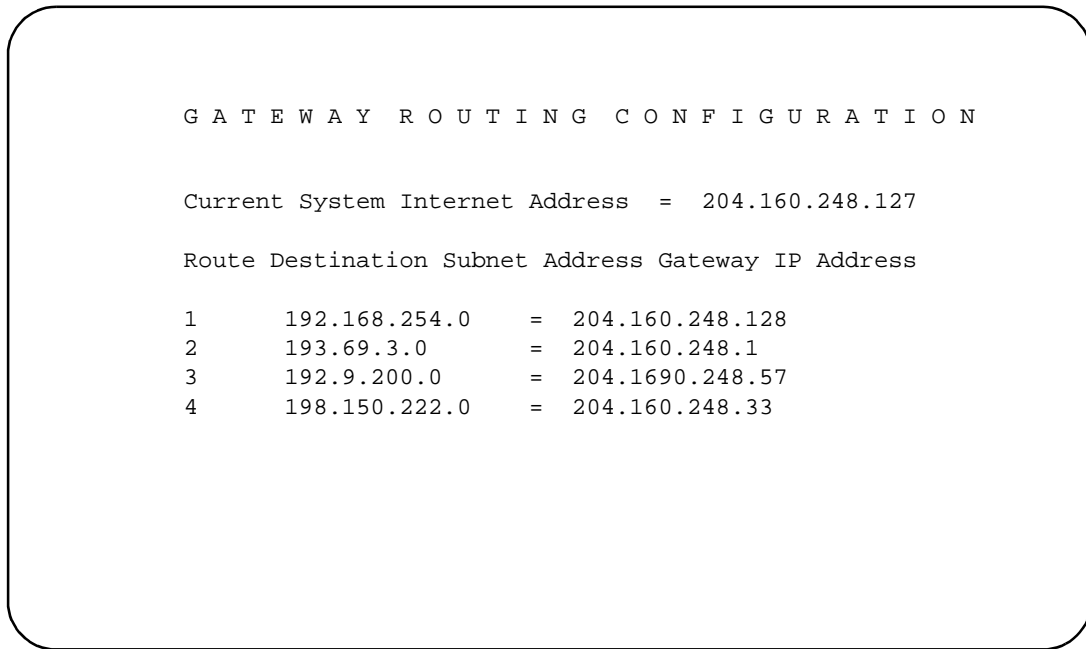 G A T E W A Y  R O U T I N G  C O N F I G U R A T I O N
Current System Internet Address  =  204.160.248.127
Route Destination Subnet Address Gateway IP Address
1      192.168.254.0    =  204.160.248.128
2      193.69.3.0       =  204.160.248.1
3      192.9.200.0      =  204.1690.248.57
4      198.150.222.0    =  204.160.248.33